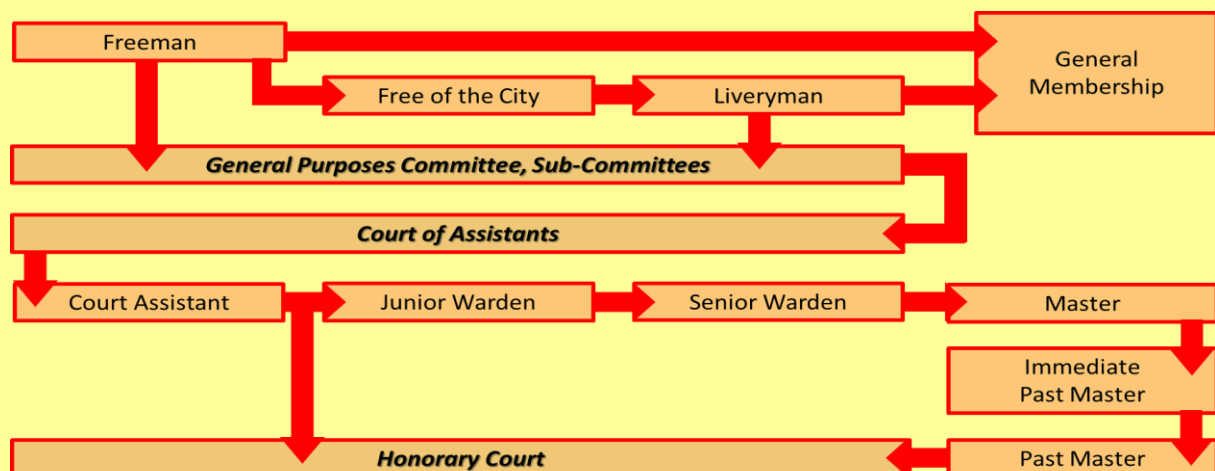 Freeman
General
Membership
Free of the City
Liveryman
General Purposes Committee, Sub-Committees
Court of Assistants
Court Assistant
Junior Warden
Senior Warden
Master
Immediate
Past Master
Honorary Court
Past Master